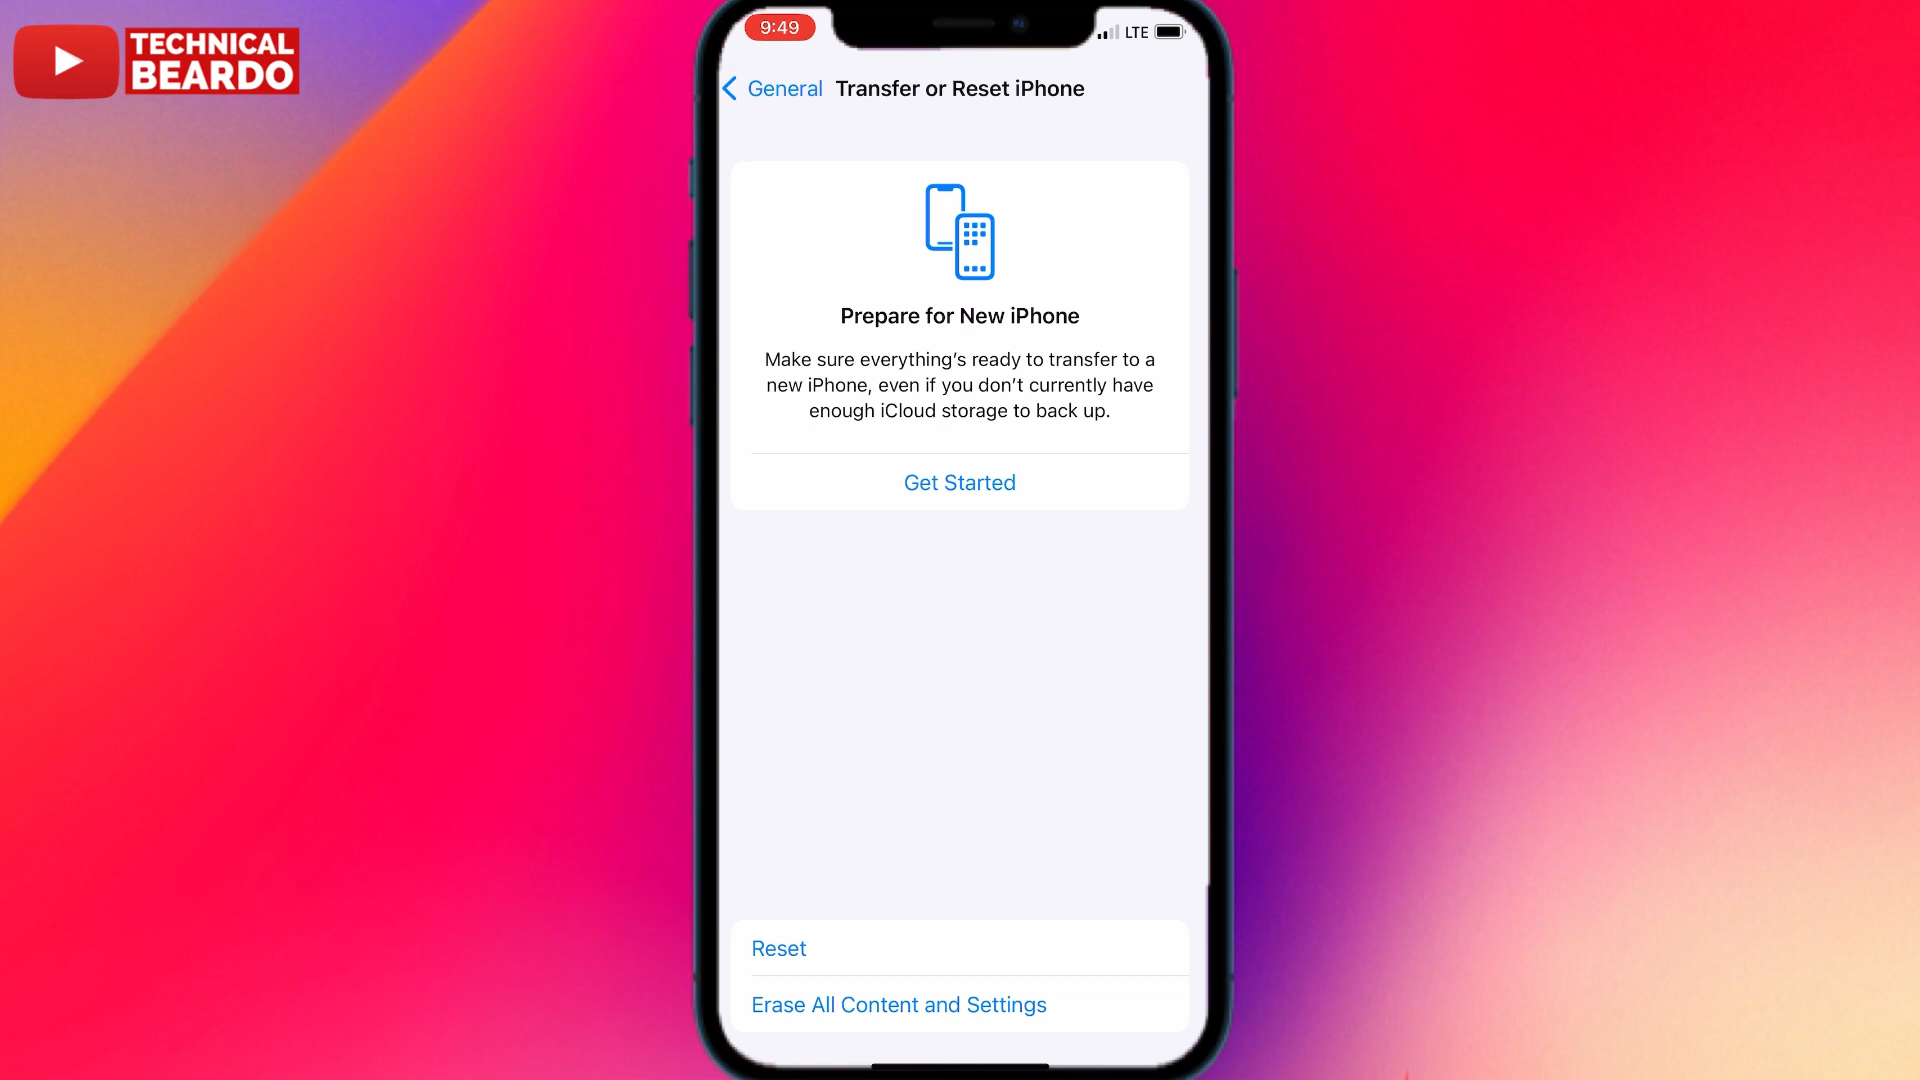 TECHNICAL
BEARDO
9:49
LTE
General Transfer or Reset iPhone
Prepare for New iPhone
Make sure everything’s ready to transfer to a
new iPhone, even if you don’t currently have
enough iCloud storage to back up.
Get Started
Reset
Erase All Content and Settings